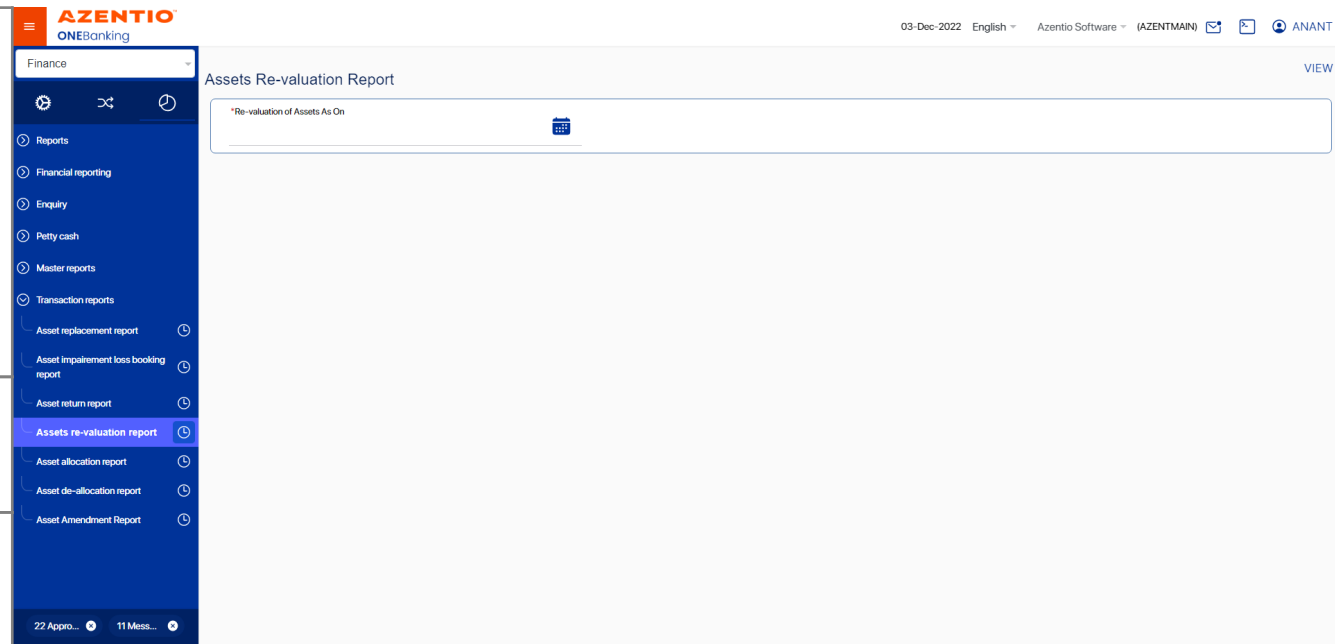 AZENTIO
ONEBanking
03-Dec-2022 English Azentio Software (AZENTMAIN) ANANT
Finance
VIEW
Assets Re-valuation Report
*Re-valuation of Assets As On
Reports
Financial reporting
Enquiry
Petty cash
Master reports
Transaction reports
Asset replacement report
Asset impairement loss booking
report
Asset return report
Assets re-valuation report
Asset allocation report
Asset de-allocation report
Asset Amendment Report
22 Appro... 11 Mess...